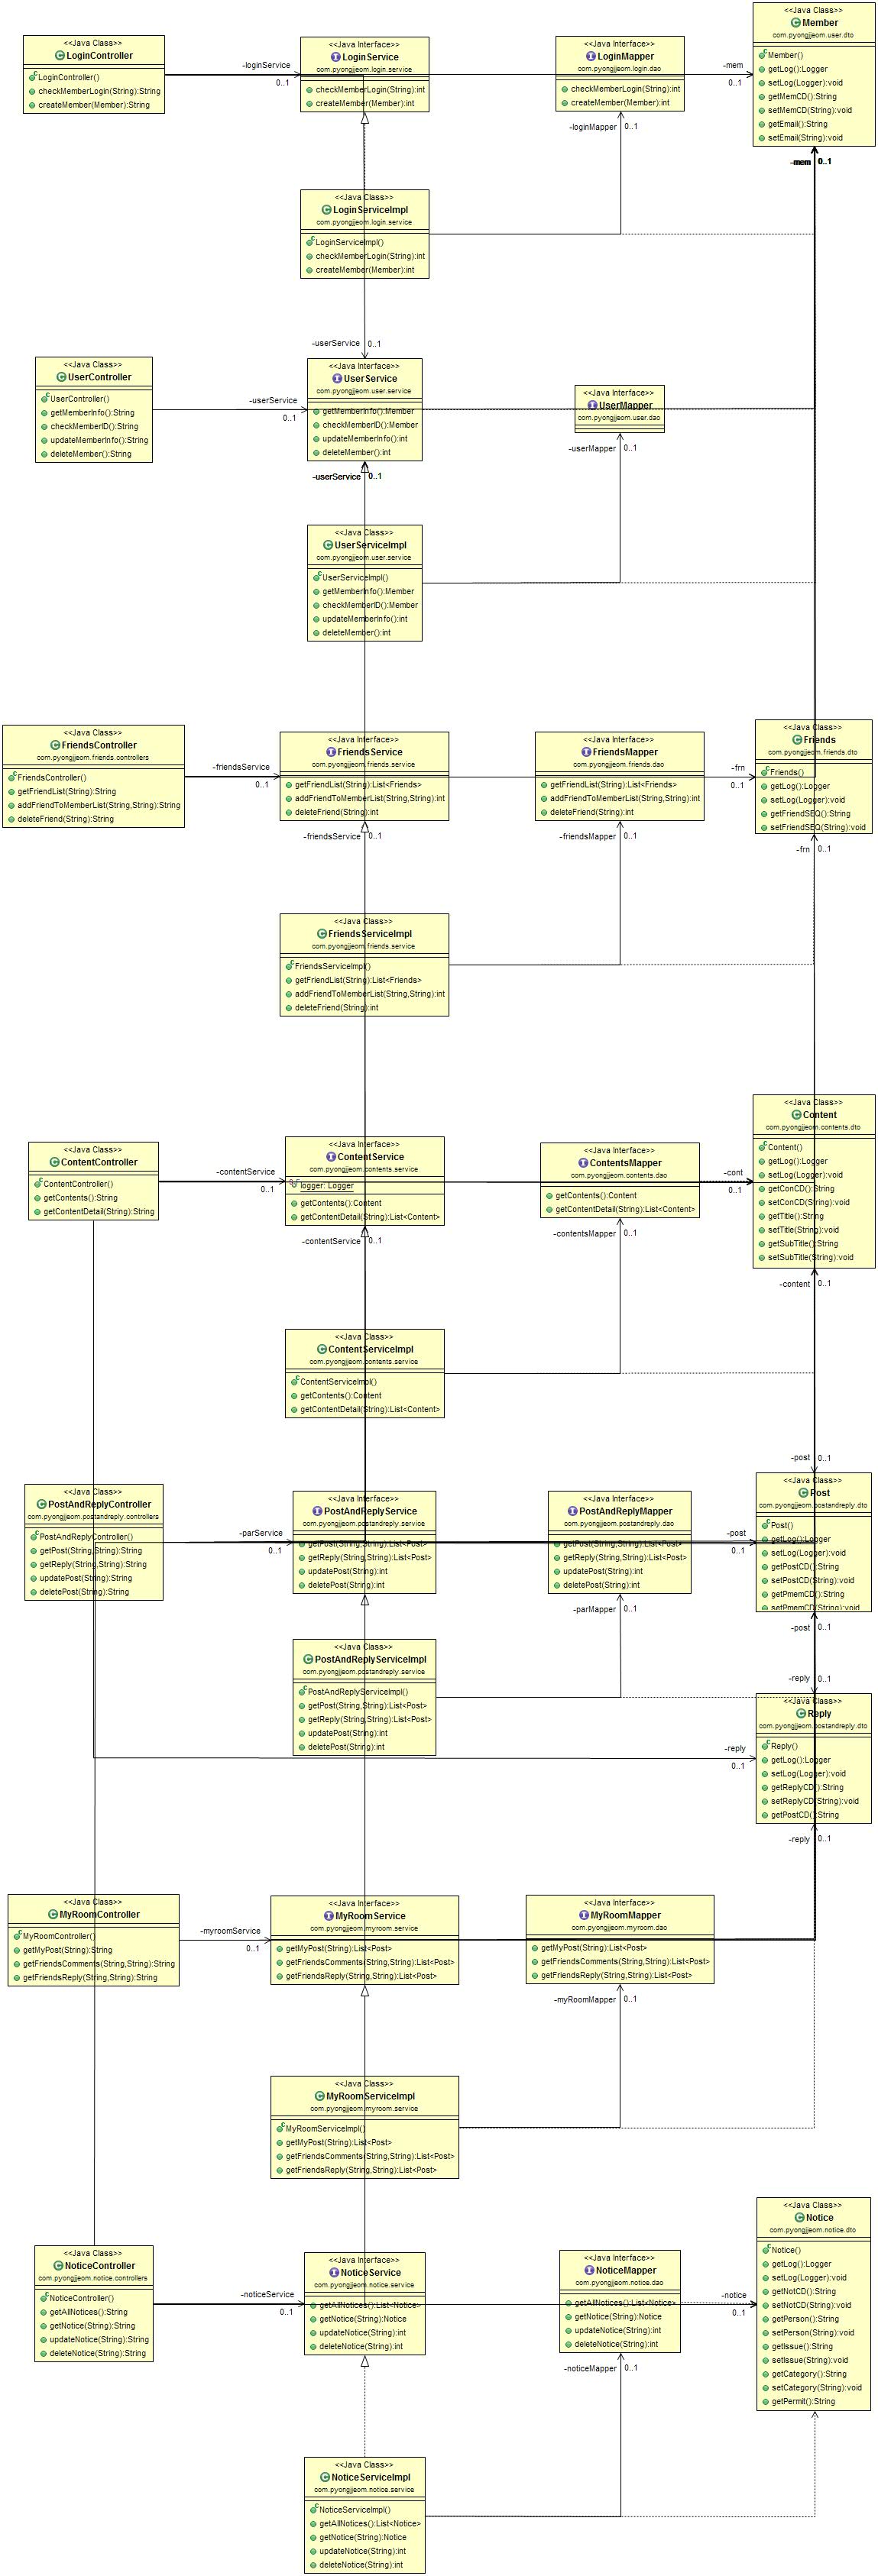 <<Java Class>>
LoginController
LoginController()
checkMemberLogin(String):String
createMember(Member):String
-loginService
0..1
<<Java Interface>>
LoginService
com.pyongjjeom.login.service
checkMemberLogin(String):int
createMember(Member):int
<<Java Interface>>
LoginMapper
com.pyongjjeom.login.dao
checkMemberLogin(String):int
createMember(Member):int
-loginMapper 0..1
-mem
0..1
<<Java Class>>
Member
com.pyongjjeom.user.dto
Member()
getLog():Logger
setLog(Logger):void
getMemCD():String
setMemCD(String):void
getEmail():String
setEmail(String):void
-mem 0..1
<<Java Class>>
LoginServiceImpl
com.pyongjjeom.login.service
LoginServiceImpl()
checkMemberLogin(String):int
createMember(Member):int
-userService 0..1
<<Java Class>>
UserController
UserController()
getMemberInfo():String
checkMemberID():String
updateMemberInfo():String
deleteMember():String
-userService
0..1
<<Java Interface>>
UserService
com.pyongjjeom.user.service
getMemberInfo():Member
checkMemberID():Member
updateMemberInfo():int
deleteMember():int
-userService 0..1
<<Java Interface>>
UserMapper
com.pyongjjeom.user.dao
-userMapper 0..1
<<Java Class>>
UserServiceImpl
com.pyongjjeom.user.service
UserServiceImpl()
getMemberInfo():Member
checkMemberID():Member
updateMemberInfo():int
deleteMember():int
<<Java Class>>
FriendsController
com.pyongjjeom.friends.controllers
FriendsController()
getFriendList(String):String
addFriendToMemberList(String,String):String
deleteFriend(String):String
-friendsService
0..1
<<Java Interface>>
FriendsService
com.pyongjjeom.friends.service
getFriendList(String):List<Friends>
addFriendToMemberList(String,String):int
deleteFriend(String):int
-friendsService 0..1
<<Java Interface>>
FriendsMapper
com.pyongjjeom.friends.dao
getFriendList(String):List<Friends>
addFriendToMemberList(String,String):int
deleteFriend(String):int
-friendsMapper 0..1
-frn
0..1
<<Java Class>>
Friends
com.pyongjjeom.friends.dto
Friends()
getLog():Logger
setLog(Logger):void
getFriendSEQ():String
setFriendSEQ(String):void
-frn 0..1
<<Java Class>>
FriendsServiceImpl
com.pyongjjeom.friends.service
FriendsServiceImpl()
getFriendList(String):List<Friends>
addFriendToMemberList(String,String):int
deleteFriend(String):int
<<Java Class>>
ContentController
ContentController()
getContents():String
getContentDetail(String):String
-contentService
0..1
<<Java Interface>>
ContentService
com.pyongjjeom.contents.service
logger: Logger
getContents():Content
getContentDetail(String):List<Content>
-contentService 0..1
<<Java Interface>>
ContentsMapper
com.pyongjjeom.contents.dao
getContents():Content
getContentDetail(String):List<Content>
-contentsMapper 0..1
-cont
0..1
<<Java Class>>
Content
com.pyongjjeom.contents.dto
Content()
getLog():Logger
setLog(Logger):void
getConCD():String
setConCD(String):void
getTitle():String
setTitle(String):void
getSubTitle():String
setSubTitle(String):void
-content 0..1
<<Java Class>>
ContentServiceImpl
com.pyongjjeom.contents.service
ContentServiceImpl()
getContents():Content
getContentDetail(String):List<Content>
-post 0..1
<<Java Class>>
PostAndReplyController
com.pyongjjeom.postandreply.controllers
PostAndReplyController()
getPost(String,String):String
getReply(String,String):String
updatePost(String):String
deletePost(String):String
-parService
0..1
<<Java Interface>>
PostAndReplyService
com.pyongjjeom.postandreply.service
getPost(String,String):List<Post>
getReply(String,String):List<Post>
updatePost(String):int
deletePost(String):int
<<Java Interface>>
PostAndReplyMapper
com.pyongjjeom.postandreply.dao
getPost(String,String):List<Post>
getReply(String,String):List<Post>
updatePost(String):int
deletePost(String):int
-parMapper 0..1
-post
0..1
<<Java Class>>
Post
com.pyongjjeom.postandreply.dto
Post()
getLog():Logger
setLog(Logger):void
getPostCD():String
setPostCD(String):void
getPmemCD():String
setPmemCD(String):void
-post 0..1
<<Java Class>>
PostAndReplyServiceImpl
com.pyongjjeom.postandreply.service
PostAndReplyServiceImpl()
getPost(String,String):List<Post>
getReply(String,String):List<Post>
updatePost(String):int
deletePost(String):int
-reply 0..1
-reply
0..1
<<Java Class>>
Reply
com.pyongjjeom.postandreply.dto
Reply()
getLog():Logger
setLog(Logger):void
getReplyCD():String
setReplyCD(String):void
getPostCD():String
-reply 0..1
<<Java Class>>
MyRoomController
MyRoomController()
getMyPost(String):String
getFriendsComments(String,String):String
getFriendsReply(String,String):String
-myroomService
0..1
<<Java Interface>>
MyRoomService
com.pyongjjeom.myroom.service
getMyPost(String):List<Post>
getFriendsComments(String,String):List<Post>
getFriendsReply(String,String):List<Post>
<<Java Interface>>
MyRoomMapper
com.pyongjjeom.myroom.dao
getMyPost(String):List<Post>
getFriendsComments(String,String):List<Post>
getFriendsReply(String,String):List<Post>
-myRoomMapper 0..1
<<Java Class>>
MyRoomServiceImpl
com.pyongjjeom.myroom.service
MyRoomServiceImpl()
getMyPost(String):List<Post>
getFriendsComments(String,String):List<Post>
getFriendsReply(String,String):List<Post>
<<Java Class>>
NoticeController
com.pyongjjeom.notice.controllers
NoticeController()
getAllNotices():String
getNotice(String):String
updateNotice(String):String
deleteNotice(String):String
-noticeService
0..1
<<Java Interface>>
NoticeService
com.pyongjjeom.notice.service
getAllNotices():List<Notice>
getNotice(String):Notice
updateNotice(String):int
deleteNotice(String):int
<<Java Interface>>
NoticeMapper
com.pyongjjeom.notice.dao
getAllNotices():List<Notice>
getNotice(String):Notice
updateNotice(String):int
deleteNotice(String):int
-noticeMapper 0..1
-notice
0..1
<<Java Class>>
Notice
com.pyongjjeom.notice.dto
Notice()
getLog():Logger
setLog(Logger):void
getNotCD():String
setNotCD(String):void
getPerson():String
setPerson(String):void
getIssue():String
setIssue(String):void
getCategory():String
setCategory(String):void
getPermit():String
<<Java Class>>
NoticeServiceImpl
com.pyongjjeom.notice.service
NoticeServiceImpl()
getAllNotices():List<Notice>
getNotice(String):Notice
updateNotice(String):int
deleteNotice(String):int